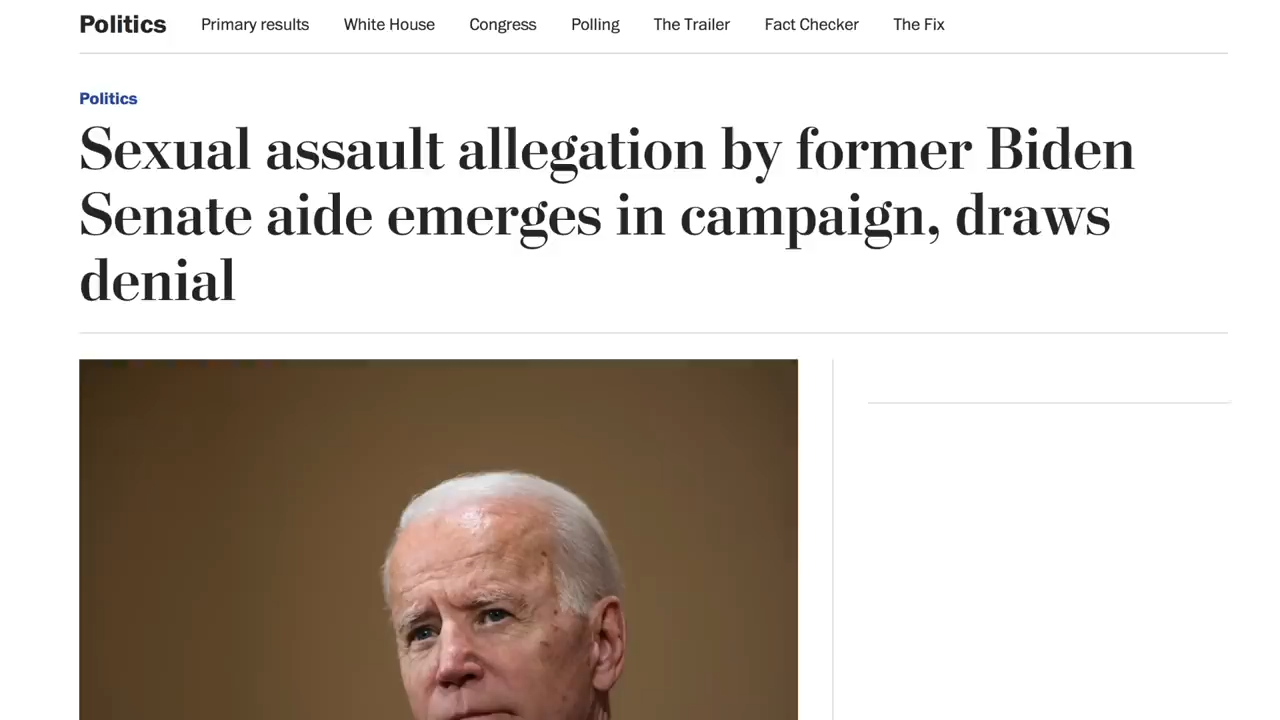 Politics Primary results White House Congress Polling The Trailer Fact Checker The Fix
Politics
Sexual assault allegation by former Biden
Senate aide emerges in campaign, draws
denial